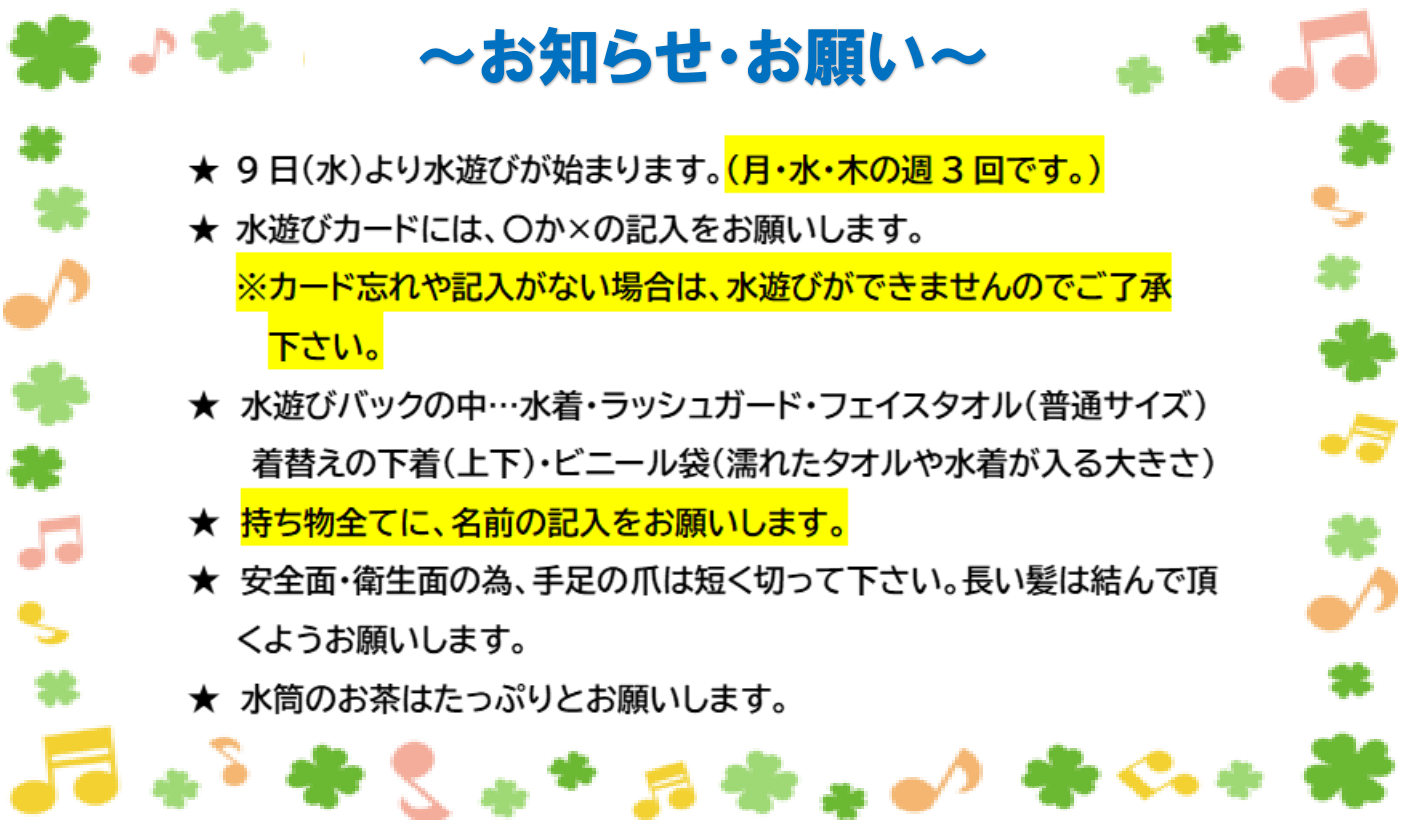 ～お知らせ・お願い～
★ 9日(水)より水遊びが始まります。(月・水・木の週3回です。)
★ 水遊びカードには、〇か×の記入をお願いします。
※カード忘れや記入がない場合は、水遊びができませんのでご了承
下さい。
★ 水遊びバックの中…水着・ラッシュガード・フェイスタオル(普通サイズ)
着替えの下着(上下)・ビニール袋(濡れたタオルや水着が入る大きさ)
★ 持ち物全てに、名前の記入をお願いします。
★ 安全面・衛生面の為、手足の爪は短く切って下さい。長い髪は結んで頂
くようお願いします。
★ 水筒のお茶はたっぷりとお願いします。